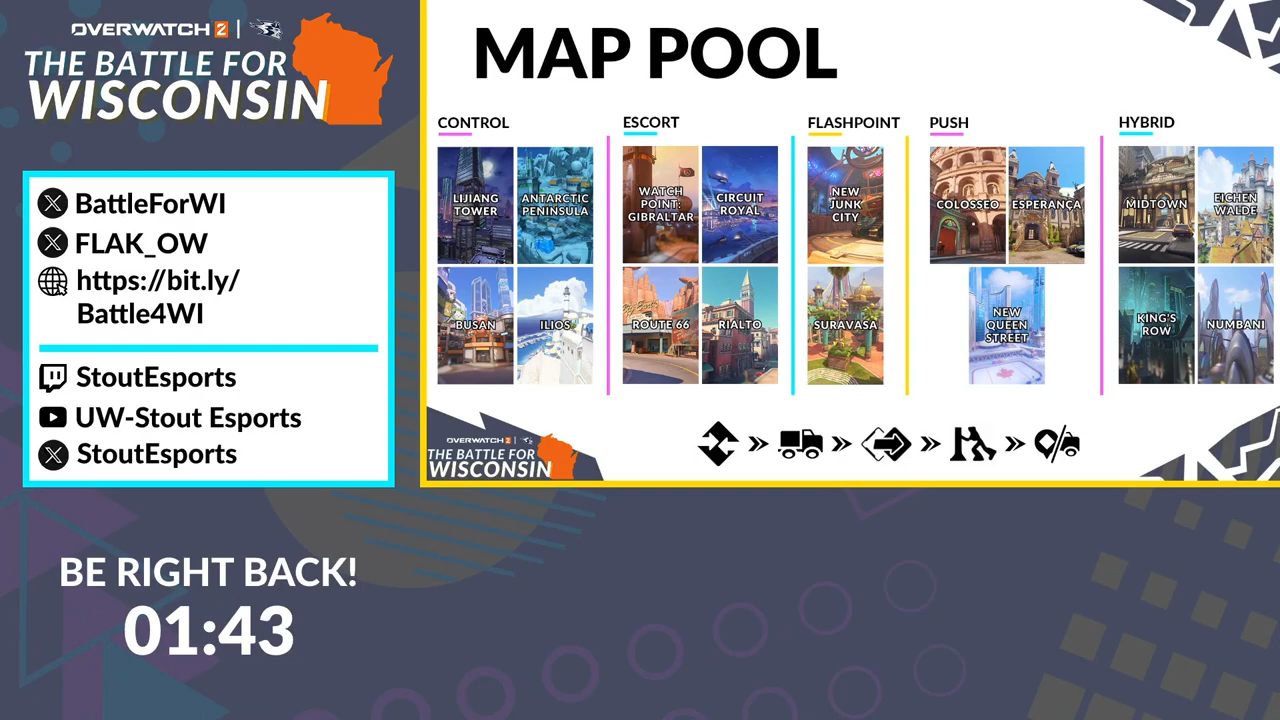 OVERWATCH 2
THE BATTLE FOR
WISCONSIN
BattleForWI
FLAK_OW
https://bit.ly/
Battle4WI
StoutEsports
UW-Stout Esports
StoutEsports
BE RIGHT BACK!
01:43
MAP POOL
CONTROL
LIJIANG
TOWER
ANTARCTIC
PENINSULA
BUSAN
ILIOS
ESCORT
WATCH
POINT:
GIBRALTAR
CIRCUIT
ROYAL
ROUTE 66
RIALTO
FLASHPOINT
NEW
JUNK
CITY
SURAVASA
PUSH
COLOSSEO
ESPERANÇA
NEW
QUEEN
STREET
HYBRID
MIDTOWN
EICHEN
WALDE
KING'S
ROW
NUMBANI
OVERWATCH 2
THE BATTLE FOR
WISCONSIN